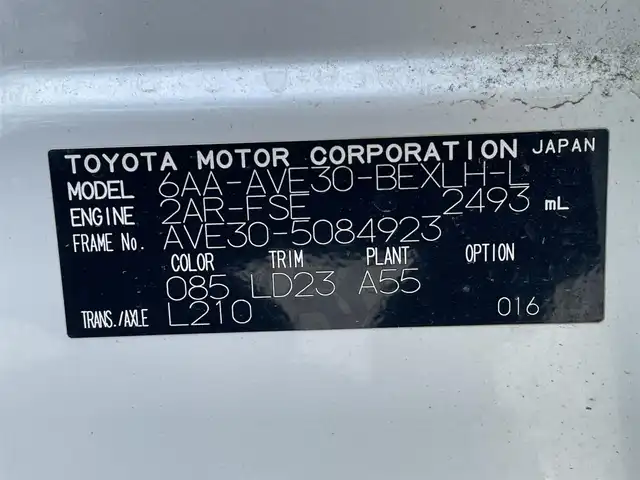 TOYOTA MOTOR CORPORATION JAPAN
MODEL 6AA-AVE30-BEXLH-L
ENGINE 2AR-FSE 2493 mL
FRAME No. AVE30-5084923
COLOR TRIM PLANT OPTION
085 LD23 A55
TRANS./AXLE L210 016